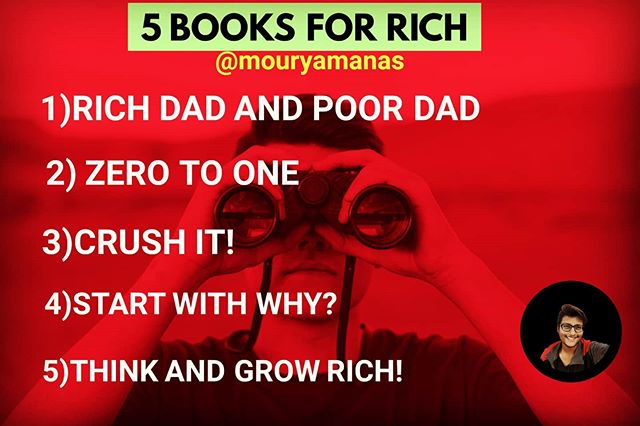 5 BOOKS FOR RICH
@mouryamanas
1)RICH DAD AND POOR DAD
2) ZERO TO ONE
3)CRUSH IT!
4)START WITH WHY?
5)THINK AND GROW RICH!